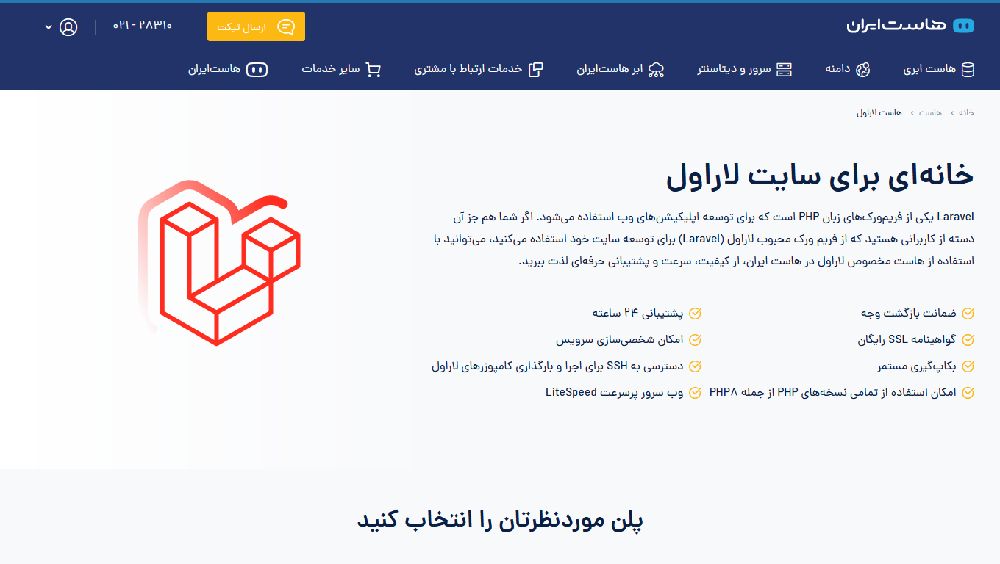 هاست‌ایران
ارسال تیکت
۰۲۱ - ۲۸۳۱۰
هاست ابری
دامنه
سرور و دیتاسنتر
ابر هاست‌ایران
خدمات ارتباط با مشتری
سایر خدمات
هاست‌ایران
خانه › هاست › هاست لاراول
خانه‌ای برای سایت لاراول
Laravel یکی از فریم‌ورک‌های زبان PHP است که برای توسعه اپلیکیشن‌های وب استفاده می‌شود. اگر شما هم جز آن
دسته از کاربرانی هستید که از فریم ورک محبوب لاراول (Laravel) برای توسعه سایت خود استفاده می‌کنید، می‌توانید با
استفاده از هاست مخصوص لاراول در هاست ایران، از کیفیت، سرعت و پشتیبانی حرفه‌ای لذت ببرید.
ضمانت بازگشت وجه
پشتیبانی ۲۴ ساعته
گواهینامه SSL رایگان
امکان شخصی‌سازی سرویس
بکاپ‌گیری مستمر
دسترسی به SSH برای اجرا و بارگذاری کامپوزرهای لاراول
امکان استفاده از تمامی نسخه‌های PHP از جمله PHP۸
وب سرور پرسرعت LiteSpeed
پلن موردنظرتان را انتخاب کنید